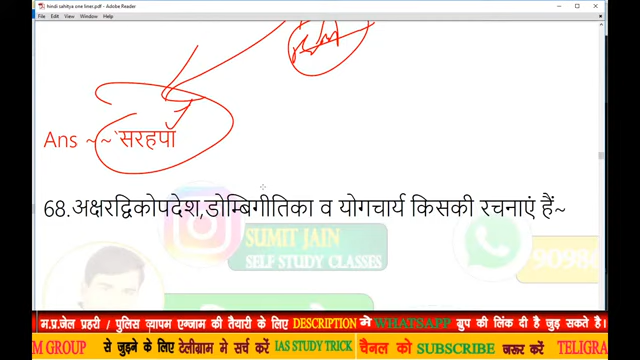 hindi sahitya one liner.pdf - Adobe Reader
File Edit View Window Help
Ans ~~`सरहपाँ
68.अक्षरद्विकोपदेश,डोम्बिगीतिका व योगचार्य किसकी रचनाएं हैं~
SUMIT JAIN
SELF STUDY CLASSES
9098
म.प्र.जेल प्रहरी / पुलिस व्यापम एग्जाम की तैयारी के लिए DESCRIPTION मे WHATSAPP ग्रुप की लिंक दी है जुड़ सकते है।
M GROUP से जुड़ने के लिए टेलीग्राम मे सर्च करें IAS STUDY TRICK चैनल को SUBSCRIBE जरूर करें TELIGRA